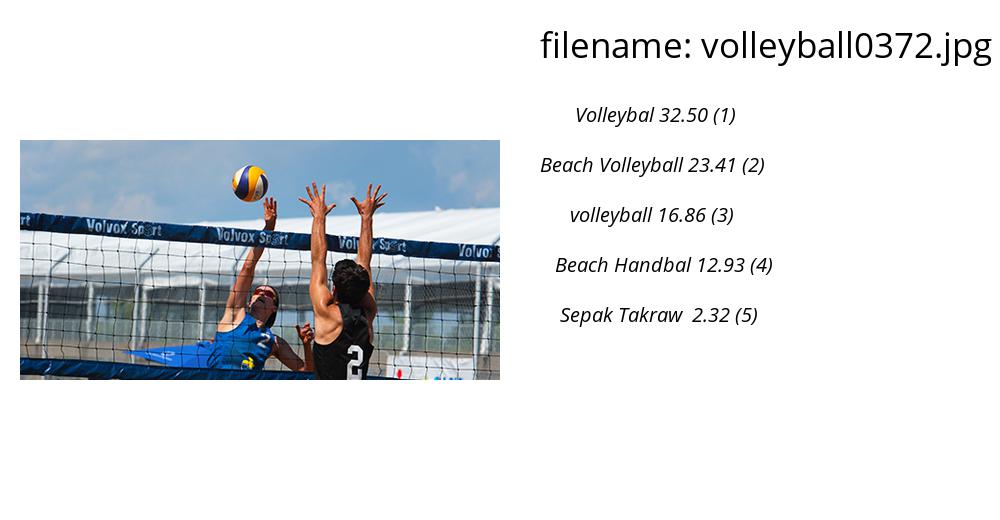 filename: volleyball0372.jpg
Volleybal 32.50 (1)
Beach Volleyball 23.41 (2)
volleyball 16.86 (3)
Beach Handbal 12.93 (4)
Sepak Takraw 2.32 (5)
Volvox Sport Volvox Sport Volvox Sport Volvox
2
2